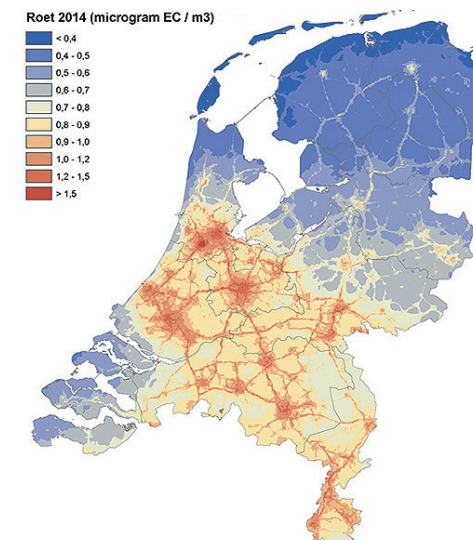 Roet 2014 (microgram EC / m3)
< 0,4
0,4 - 0,5
0,5 - 0,6
0,6 - 0,7
0,7 - 0,8
0,8 - 0,9
0,9 - 1,0
1,0 - 1,2
1,2 - 1,5
> 1,5